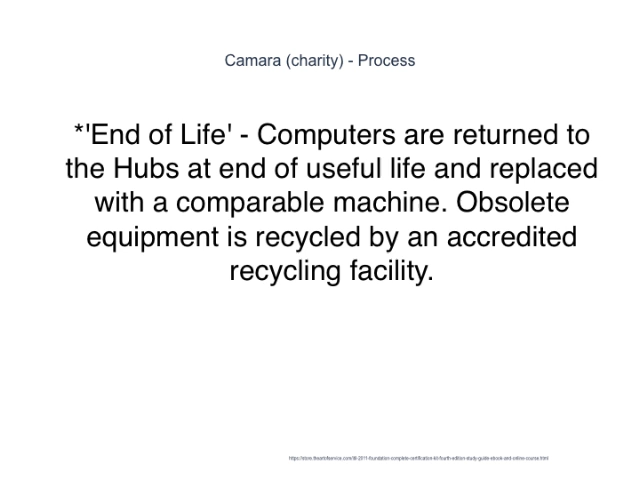 Camara (charity) - Process
*'End of Life' - Computers are returned to
the Hubs at end of useful life and replaced
with a comparable machine. Obsolete
equipment is recycled by an accredited
recycling facility.